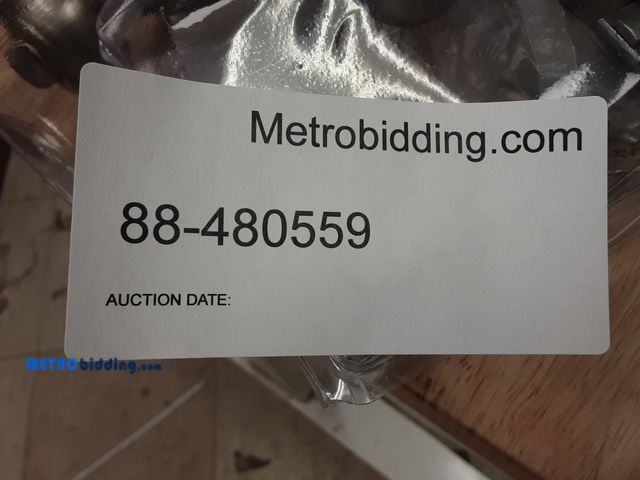 Metrobidding.com
88-480559
AUCTION DATE:
METRObidding.com